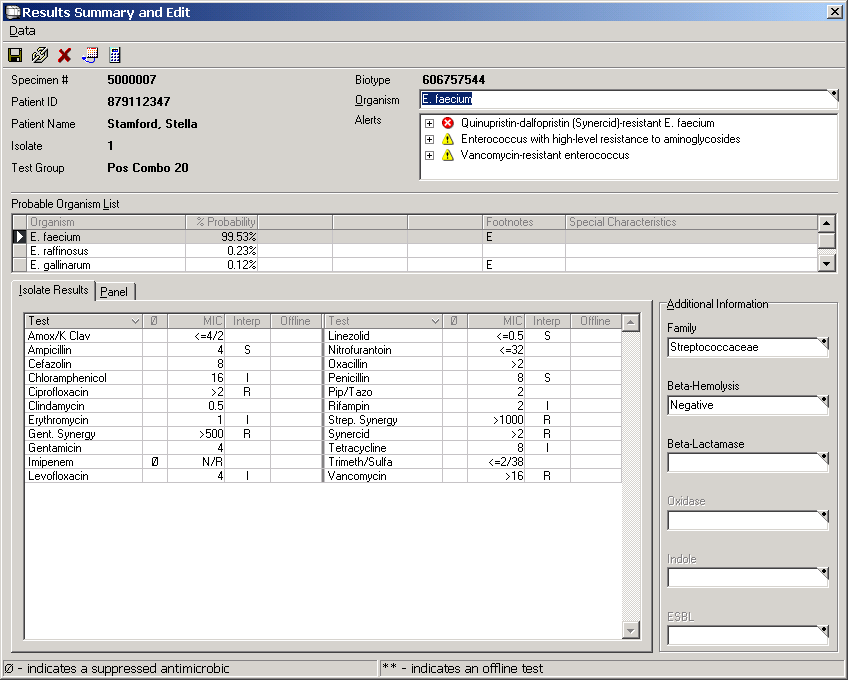 Results Summary and Edit
Data
Specimen # 5000007
Patient ID 879112347
Patient Name Stamford, Stella
Isolate 1
Test Group Pos Combo 20
Biotype 606757544
Organism E. faecium
Alerts
Quinupristin-dalfopristin (Synercid)-resistant E. faecium
Enterococcus with high-level resistance to aminoglycosides
Vancomycin-resistant enterococcus
Probable Organism List
Organism % Probability Footnotes Special Characteristics
E. faecium 99.53% E
E. raffinosus 0.23%
E. gallinarum 0.12% E
Isolate Results Panel
Test Ø MIC Interp Offline Test Ø MIC Interp Offline
Amox/K Clav <=4/2 Linezolid <=0.5 S
Ampicillin 4 S Nitrofurantoin <=32
Cefazolin 8 Oxacillin >2
Chloramphenicol 16 I Penicillin 8 S
Ciprofloxacin >2 R Pip/Tazo 2
Clindamycin 0.5 Rifampin 2 I
Erythromycin 1 I Strep. Synergy >1000 R
Gent. Synergy >500 R Synercid >2 R
Gentamicin 4 Tetracycline 8 I
Imipenem Ø N/R Trimeth/Sulfa <=2/38
Levofloxacin 4 I Vancomycin >16 R
Additional Information
Family
Streptococcaceae
Beta-Hemolysis
Negative
Beta-Lactamase
Oxidase
Indole
ESBL
Ø - indicates a suppressed antimicrobic
** - indicates an offline test